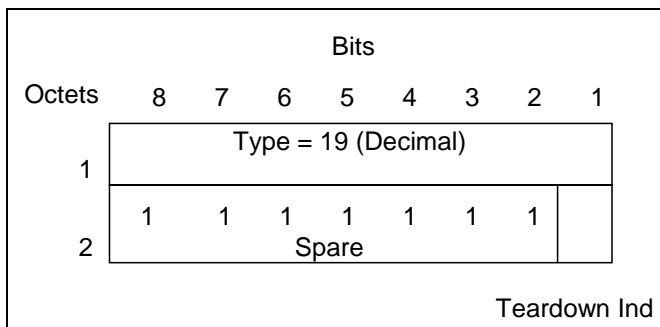 Bits
Octets 8 7 6 5 4 3 2 1
1 Type = 19 (Decimal)
1 1 1 1 1 1 1
2 Spare
Teardown Ind